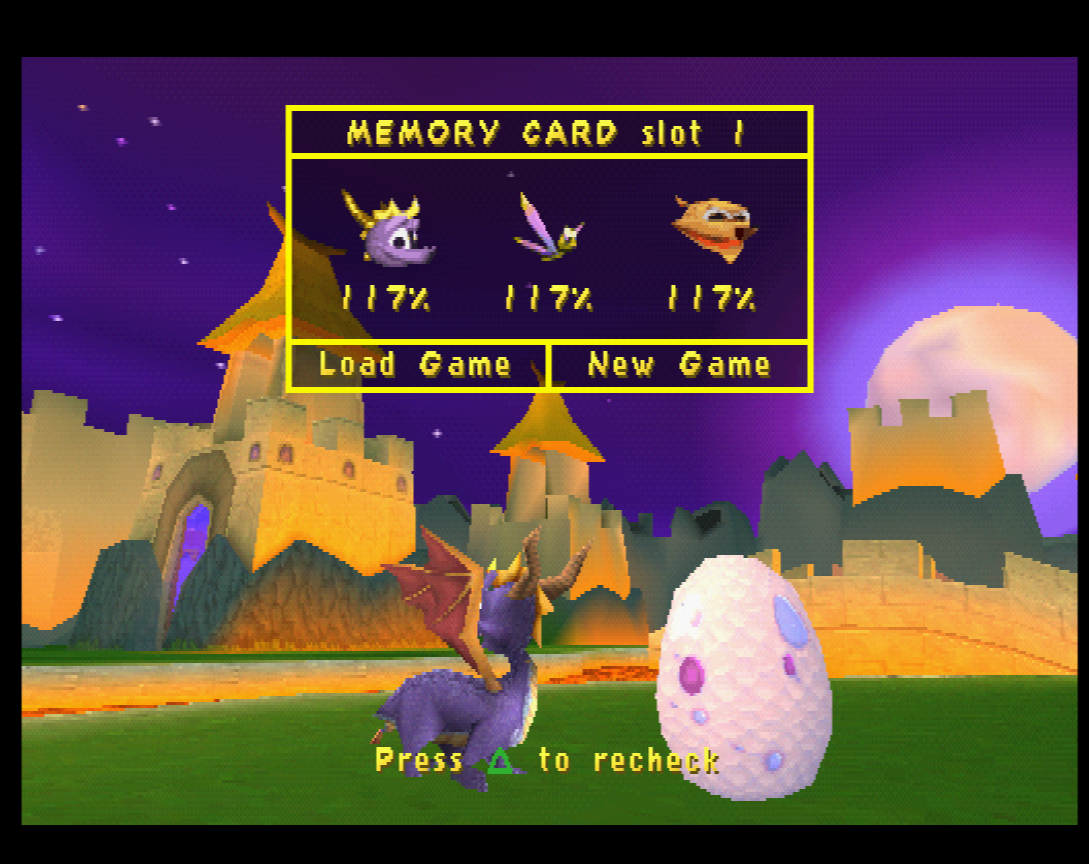 MEMORY CARD slot 1
117% 117% 117%
Load Game New Game
Press △ to recheck